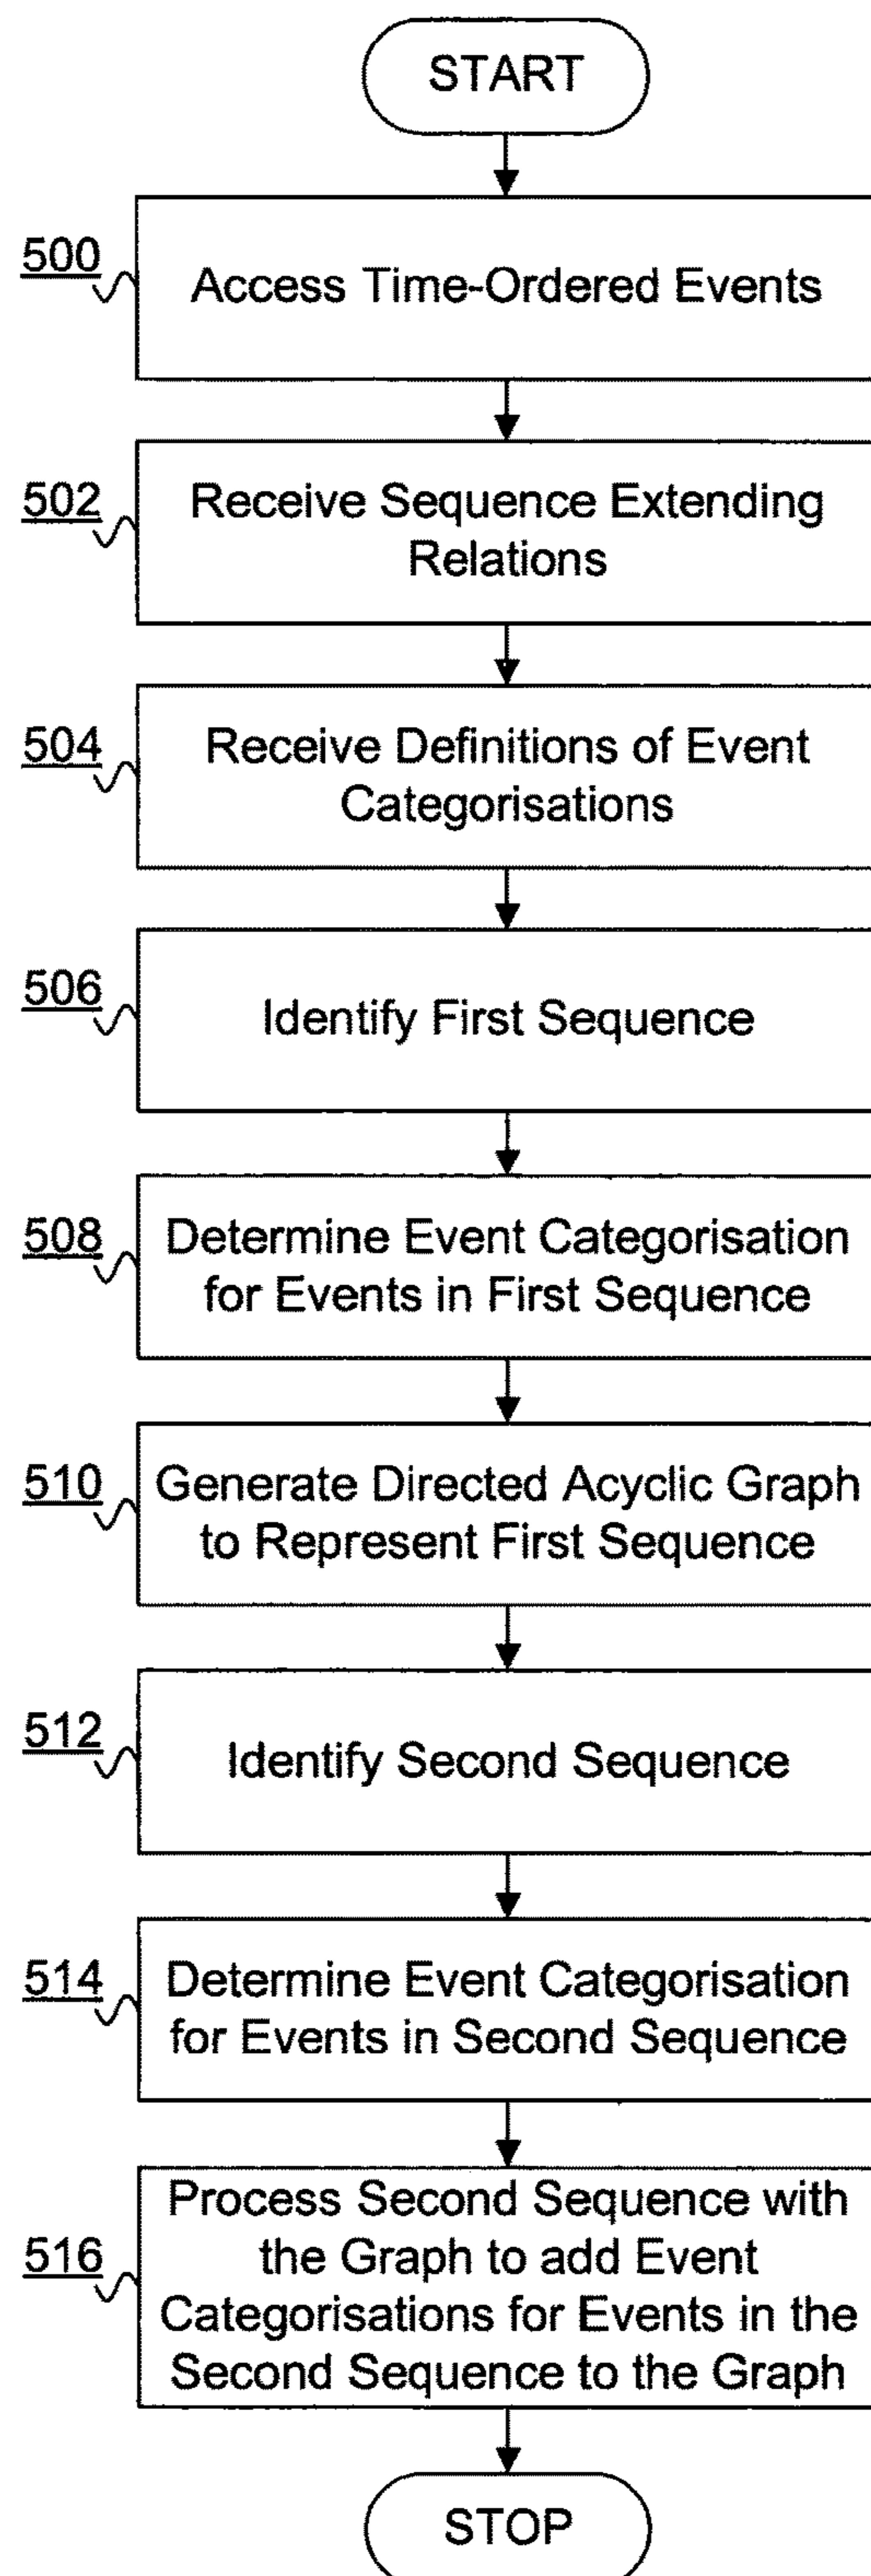 START
500
Access Time-Ordered Events
502
Receive Sequence Extending
Relations
504
Receive Definitions of Event
Categorisations
506
Identify First Sequence
508
Determine Event Categorisation
for Events in First Sequence
510
Generate Directed Acyclic Graph
to Represent First Sequence
512
Identify Second Sequence
514
Determine Event Categorisation
for Events in Second Sequence
516
Process Second Sequence with
the Graph to add Event
Categorisations for Events in the
Second Sequence to the Graph
STOP